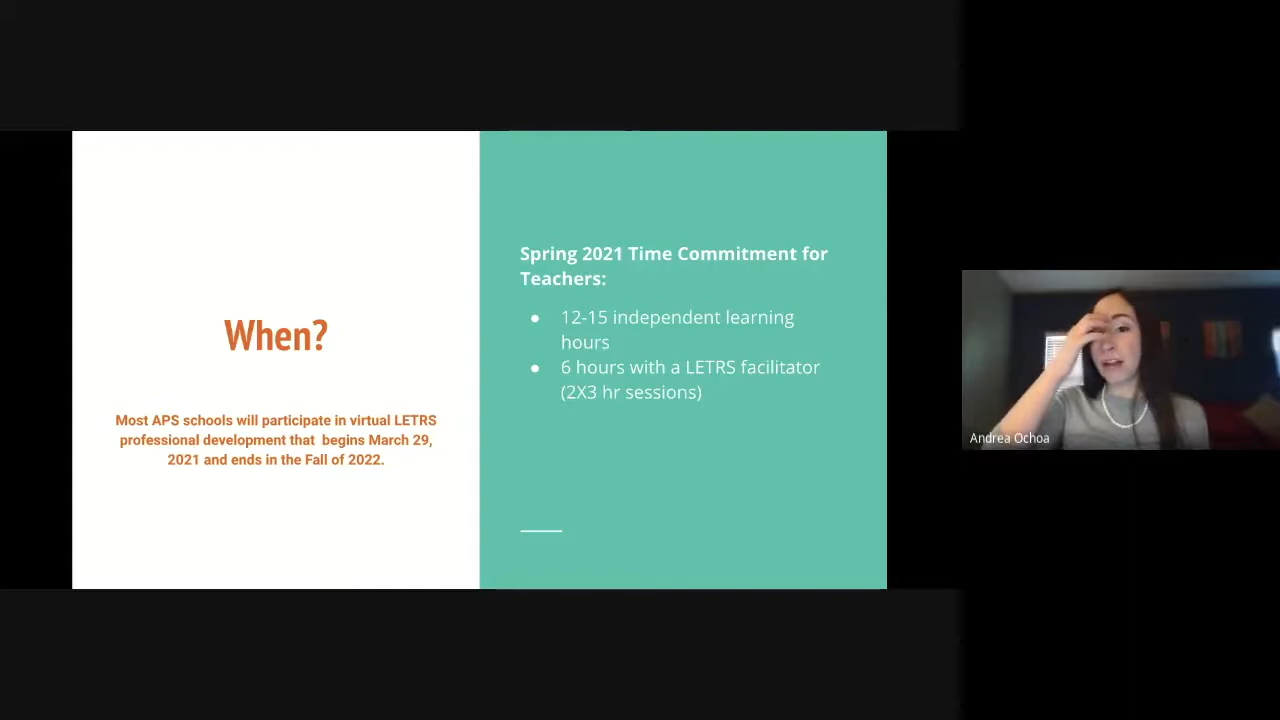 When?
Most APS schools will participate in virtual LETRS
professional development that  begins March 29,
2021 and ends in the Fall of 2022.
Spring 2021 Time Commitment for
Teachers:
● 12-15 independent learning
hours
● 6 hours with a LETRS facilitator
(2X3 hr sessions)
Andrea Ochoa